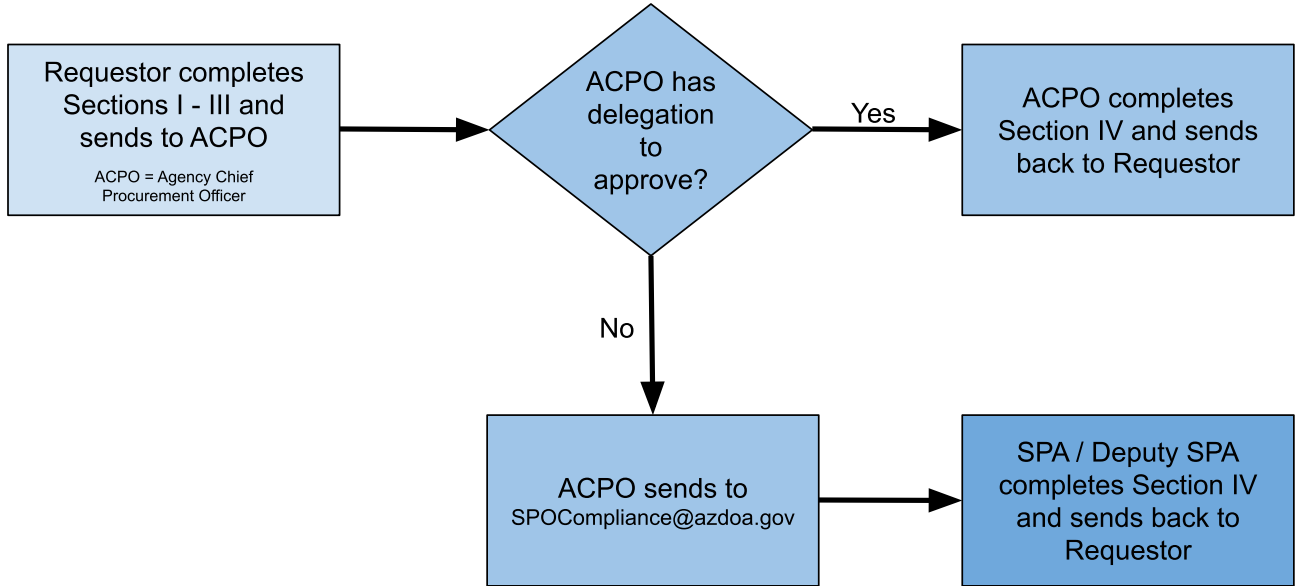 Requestor completes
Sections I - III and
sends to ACPO
ACPO = Agency Chief
Procurement Officer
ACPO has
delegation
to
approve?
Yes
ACPO completes
Section IV and sends
back to Requestor
No
ACPO sends to
SPOCompliance@azdoa.gov
SPA / Deputy SPA
completes Section IV
and sends back to
Requestor